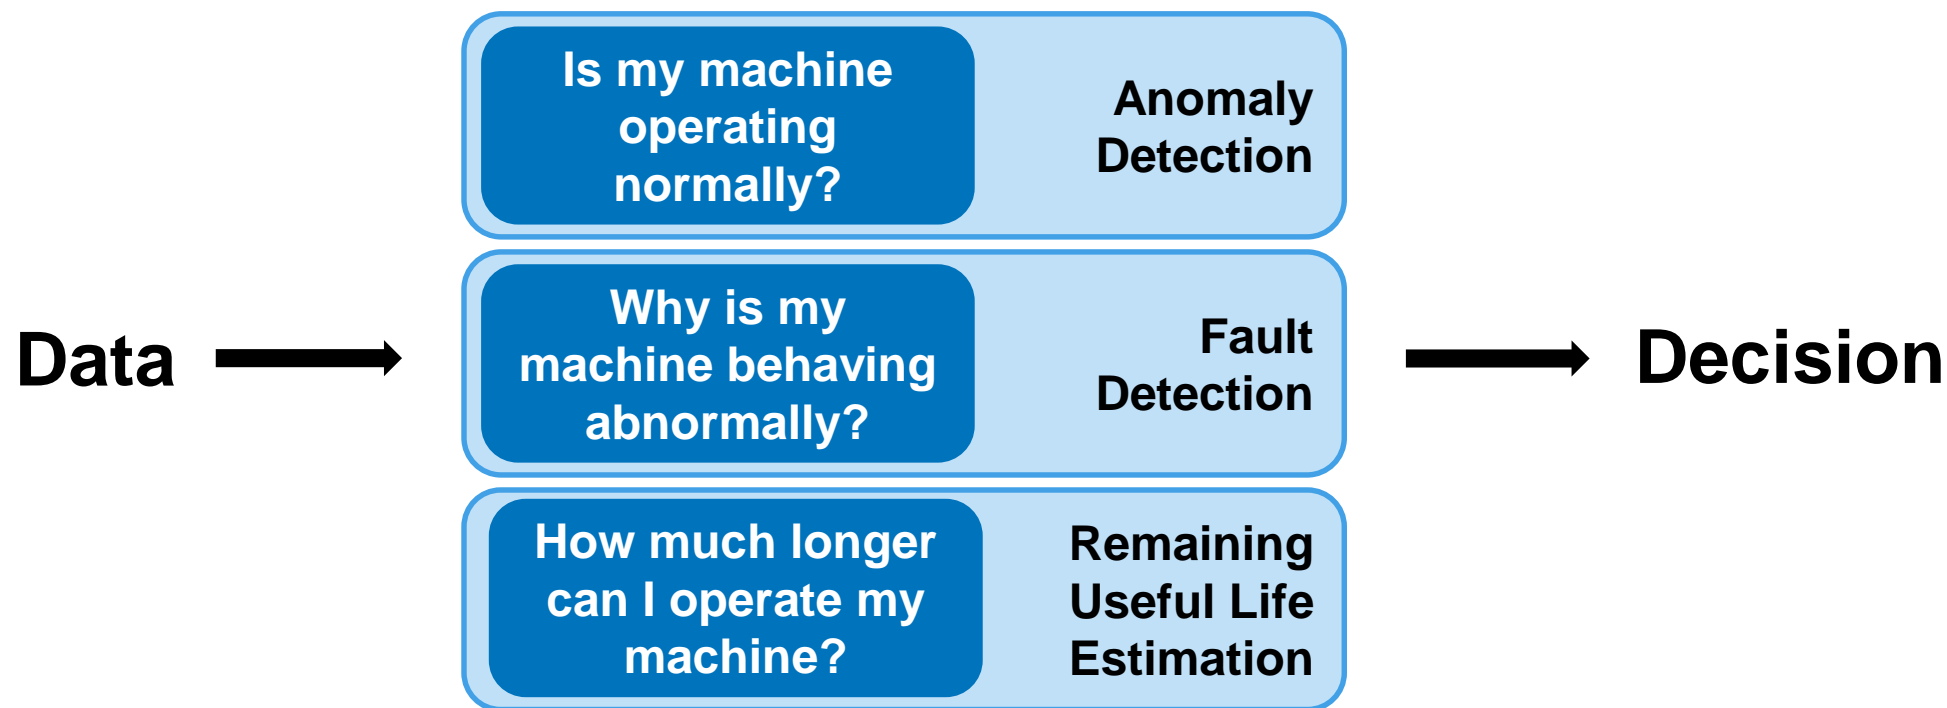 Data
Is my machine
operating
normally?
Anomaly
Detection
Why is my
machine behaving
abnormally?
Fault
Detection
How much longer
can I operate my
machine?
Remaining
Useful Life
Estimation
Decision